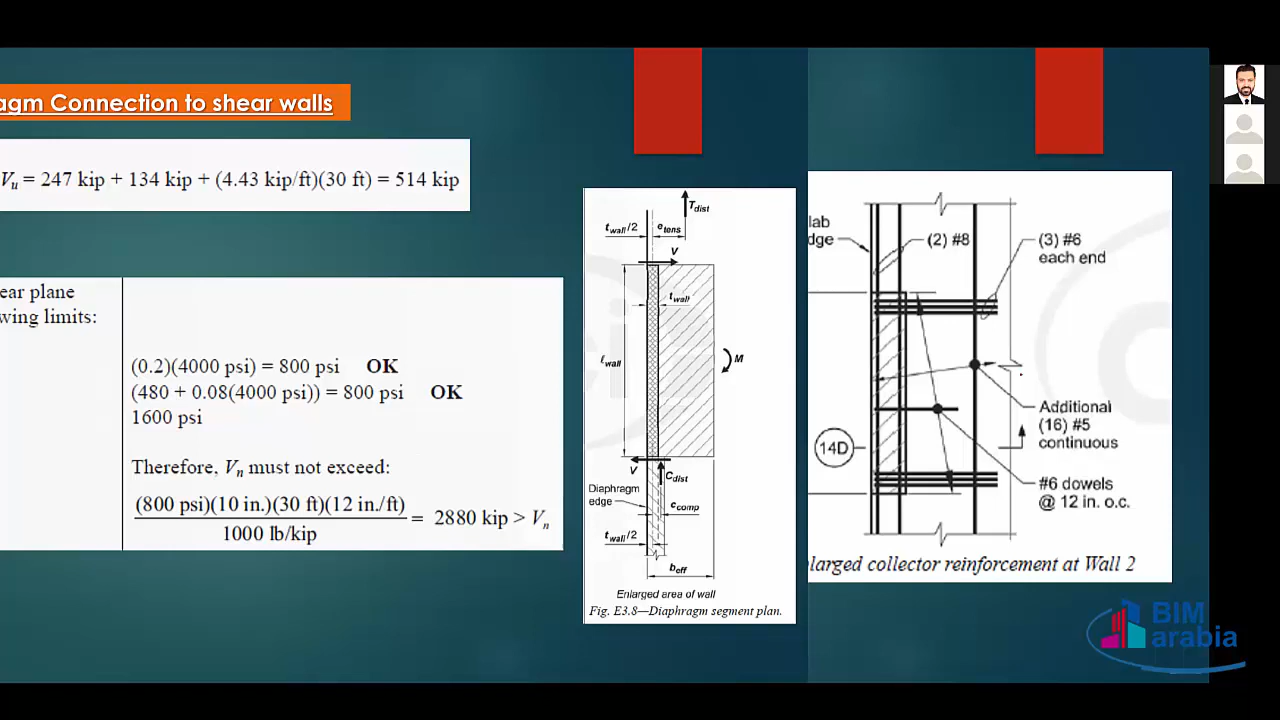 agm Connection to shear walls
Vu = 247 kip + 134 kip + (4.43 kip/ft)(30 ft) = 514 kip
ear plane
wing limits:
(0.2)(4000 psi) = 800 psi OK
(480 + 0.08(4000 psi)) = 800 psi OK
1600 psi
Therefore, Vn must not exceed:
(800 psi)(10 in.)(30 ft)(12 in./ft)
1000 lb/kip
= 2880 kip > Vn
Tdist
twall/2
etens
V
twall
ℓwall
M
V
Cdist
Diaphragm
edge
ecomp
twall/2
beff
Enlarged area of wall
Fig. E3.8—Diaphragm segment plan.
lab
dge
(2) #8
(3) #6
each end
Additional
(16) #5
continuous
14D
#6 dowels
@ 12 in. o.c.
larged collector reinforcement at Wall 2
BIM
arabia